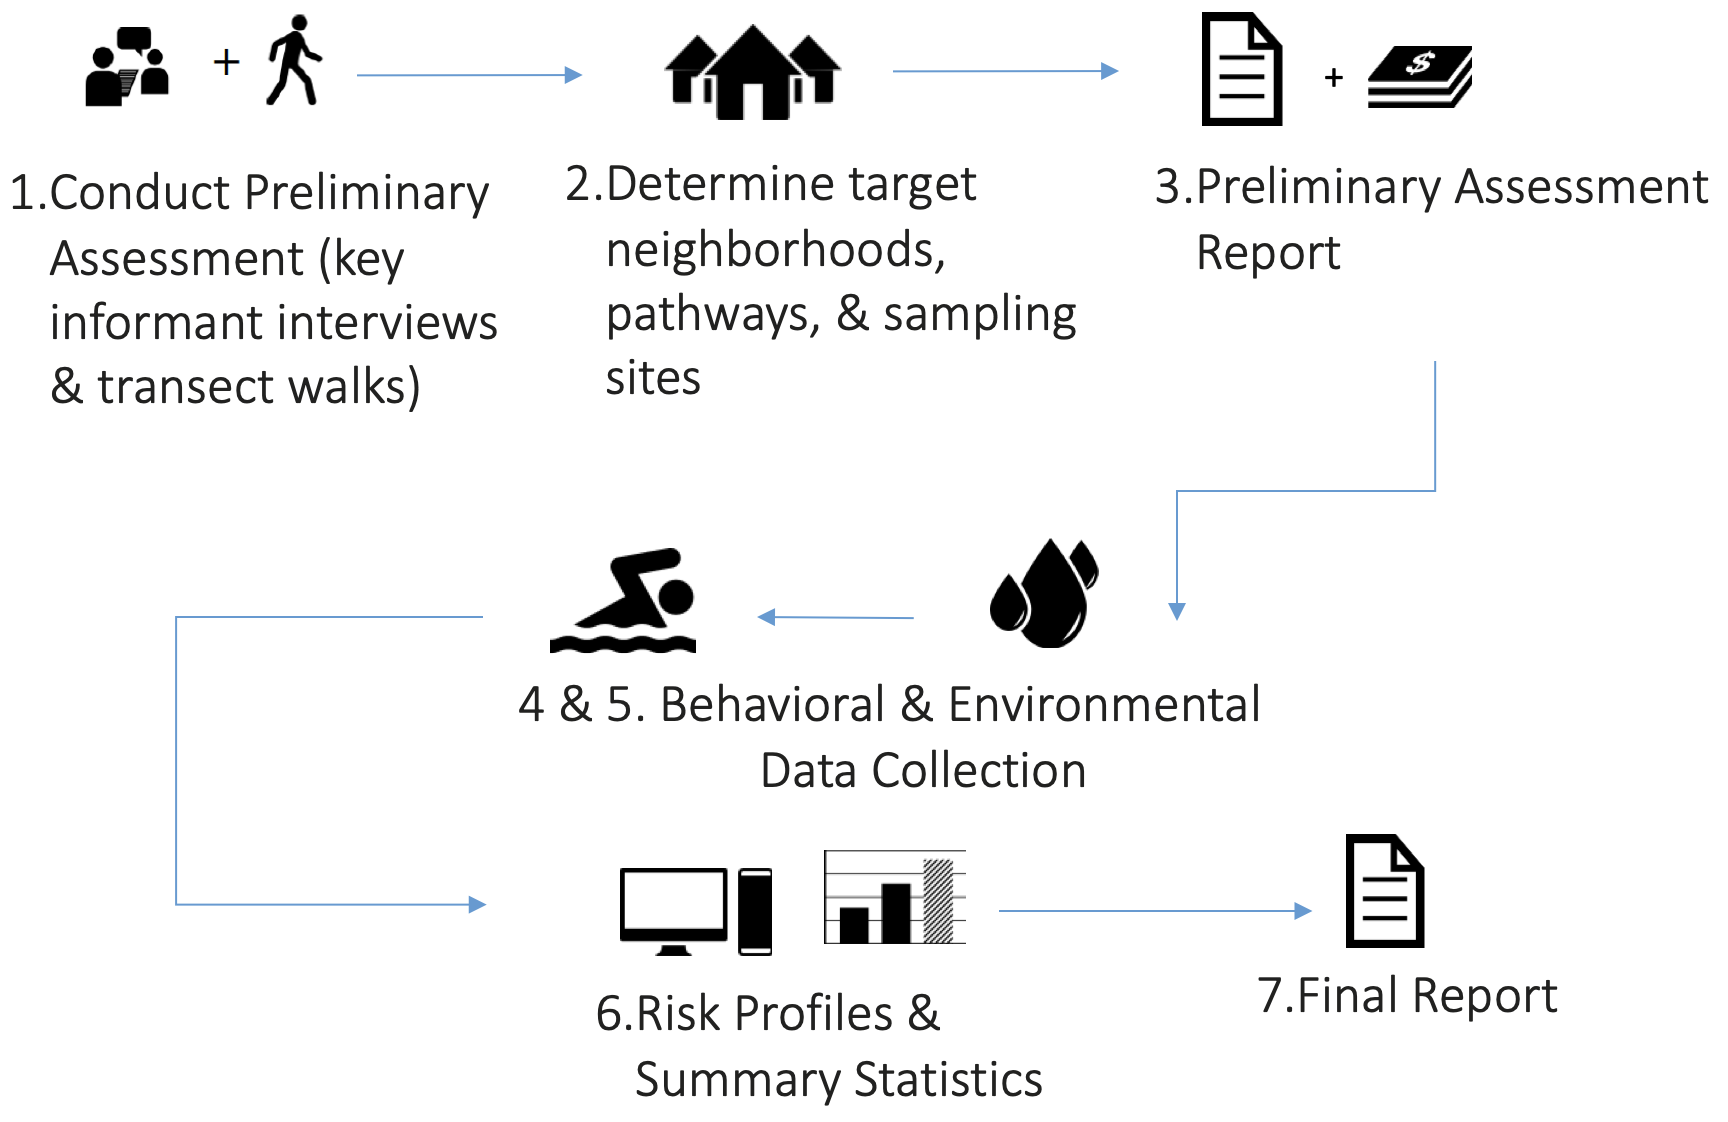 +
+
$
1.Conduct Preliminary
Assessment (key
informant interviews
& transect walks)
2.Determine target
neighborhoods,
pathways, & sampling
sites
3.Preliminary Assessment
Report
4 & 5. Behavioral & Environmental
Data Collection
6.Risk Profiles &
Summary Statistics
7.Final Report